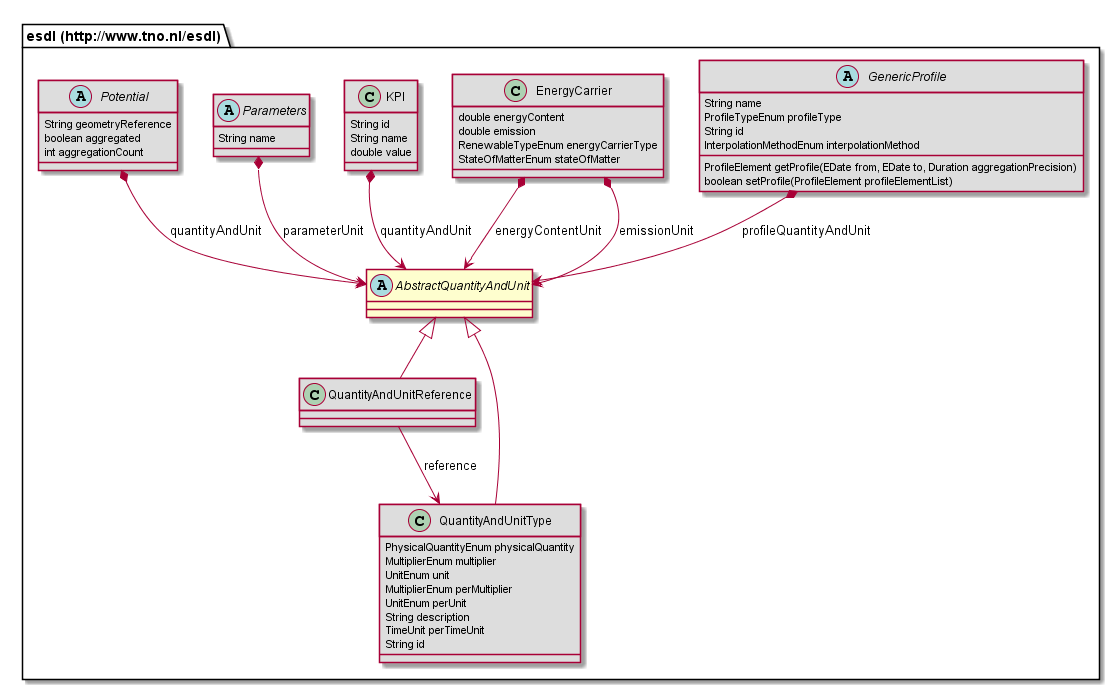 esdl (http://www.tno.nl/esdl)
A Potential
String geometryReference
boolean aggregated
int aggregationCount
A Parameters
String name
C KPI
String id
String name
double value
C EnergyCarrier
double energyContent
double emission
RenewableTypeEnum energyCarrierType
StateOfMatterEnum stateOfMatter
A GenericProfile
String name
ProfileTypeEnum profileType
String id
InterpolationMethodEnum interpolationMethod
ProfileElement getProfile(EDate from, EDate to, Duration aggregationPrecision)
boolean setProfile(ProfileElement profileElementList)
quantityAndUnit
parameterUnit
quantityAndUnit
energyContentUnit
emissionUnit
profileQuantityAndUnit
A AbstractQuantityAndUnit
C QuantityAndUnitReference
reference
C QuantityAndUnitType
PhysicalQuantityEnum physicalQuantity
MultiplierEnum multiplier
UnitEnum unit
MultiplierEnum perMultiplier
UnitEnum perUnit
String description
TimeUnit perTimeUnit
String id